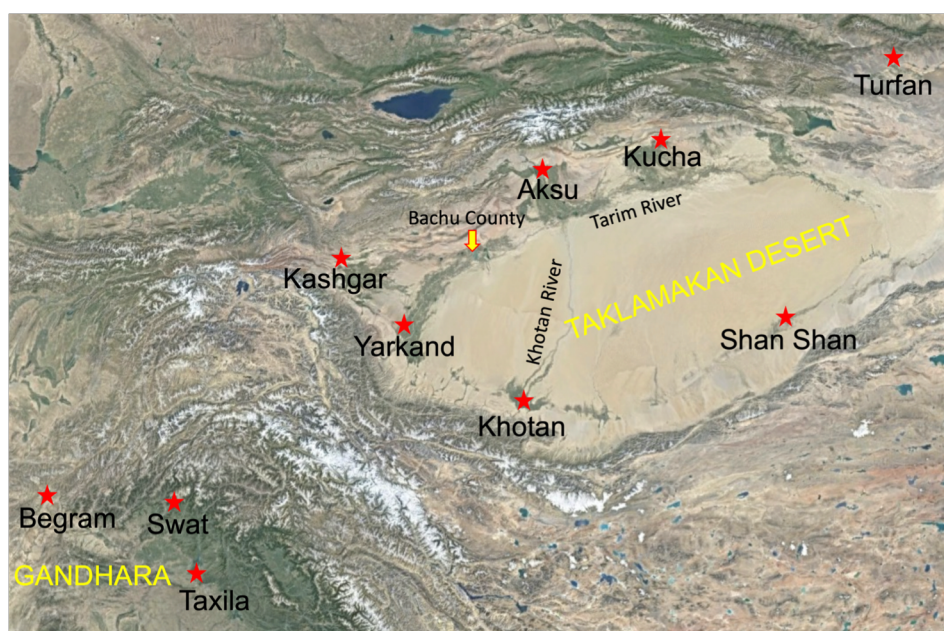 Turfan
Kucha
Aksu
Bachu County
Tarim River
Kashgar
TAKLAMAKAN DESERT
Khotan River
Yarkand
Shan Shan
Khotan
Begram
Swat
GANDHARA
Taxila